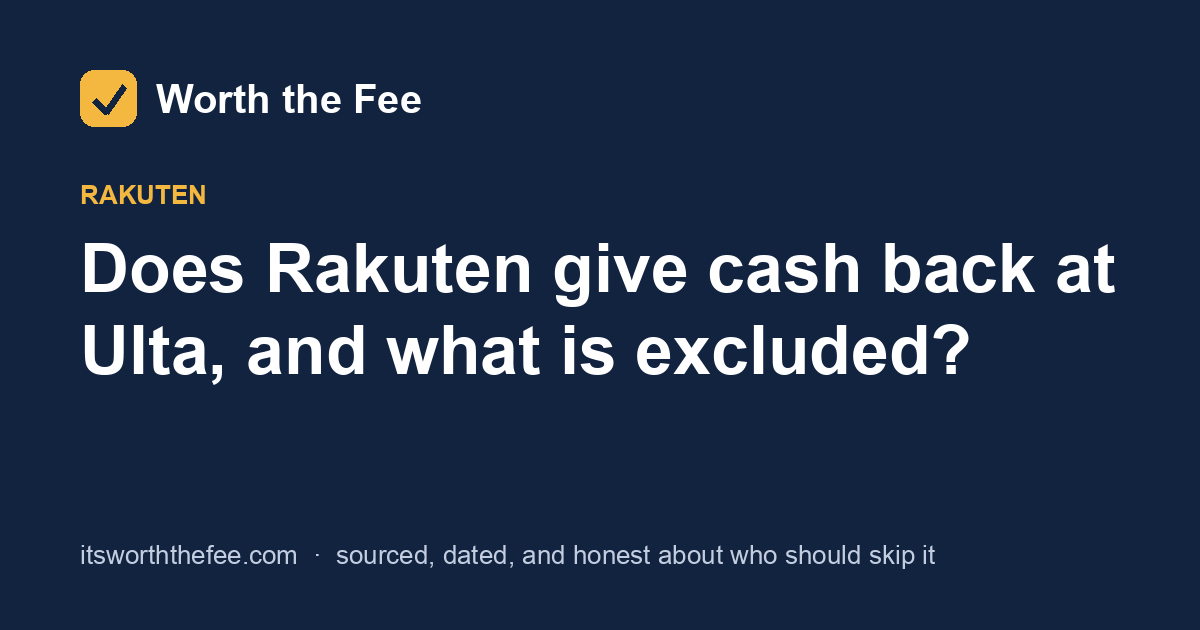 Worth the Fee
RAKUTEN
Does Rakuten give cash back at
Ulta, and what is excluded?
itsworththefee.com · sourced, dated, and honest about who should skip it